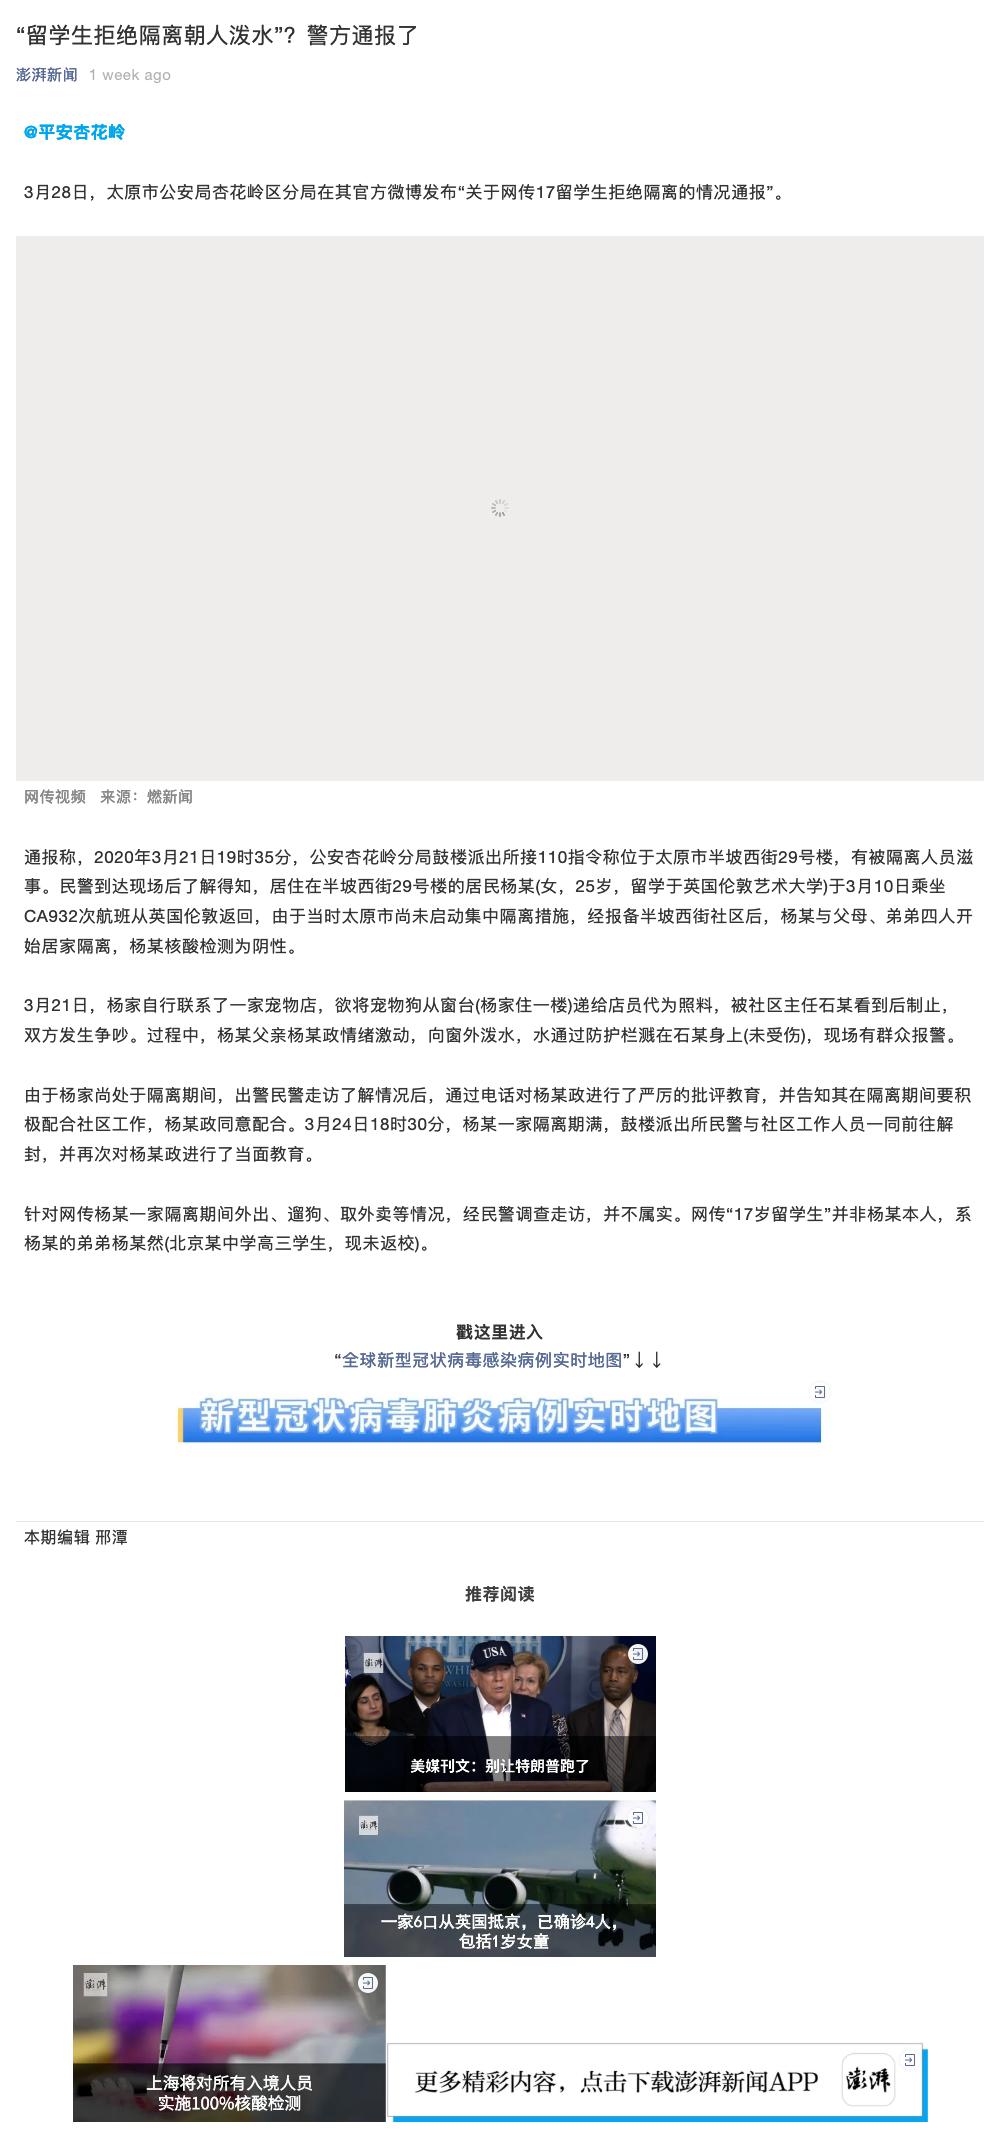 “留学生拒绝隔离朝人泼水”？警方通报了
澎湃新闻 1 week ago
@平安杏花岭
3月28日，太原市公安局杏花岭区分局在其官方微博发布“关于网传17留学生拒绝隔离的情况通报”。
网传视频 来源：燃新闻
通报称，2020年3月21日19时35分，公安杏花岭分局鼓楼派出所接110指令称位于太原市半坡西街29号楼，有被隔离人员滋
事。民警到达现场后了解得知，居住在半坡西街29号楼的居民杨某(女，25岁，留学于英国伦敦艺术大学)于3月10日乘坐
CA932次航班从英国伦敦返回，由于当时太原市尚未启动集中隔离措施，经报备半坡西街社区后，杨某与父母、弟弟四人开
始居家隔离，杨某核酸检测为阴性。
3月21日，杨家自行联系了一家宠物店，欲将宠物狗从窗台(杨家住一楼)递给店员代为照料，被社区主任石某看到后制止，
双方发生争吵。过程中，杨某父亲杨某政情绪激动，向窗外泼水，水通过防护栏溅在石某身上(未受伤)，现场有群众报警。
由于杨家尚处于隔离期间，出警民警走访了解情况后，通过电话对杨某政进行了严厉的批评教育，并告知其在隔离期间要积
极配合社区工作，杨某政同意配合。3月24日18时30分，杨某一家隔离期满，鼓楼派出所民警与社区工作人员一同前往解
封，并再次对杨某政进行了当面教育。
针对网传杨某一家隔离期间外出、遛狗、取外卖等情况，经民警调查走访，并不属实。网传“17岁留学生”并非杨某本人，系
杨某的弟弟杨某然(北京某中学高三学生，现未返校)。
戳这里进入
“全球新型冠状病毒感染病例实时地图”↓↓
新型冠状病毒肺炎病例实时地图
本期编辑 邢潭
推荐阅读
澎湃
USA
美媒刊文：别让特朗普跑了
澎湃
一家6口从英国抵京，已确诊4人，
包括1岁女童
澎湃
上海将对所有入境人员
实施100%核酸检测
更多精彩内容，点击下载澎湃新闻APP
澎湃